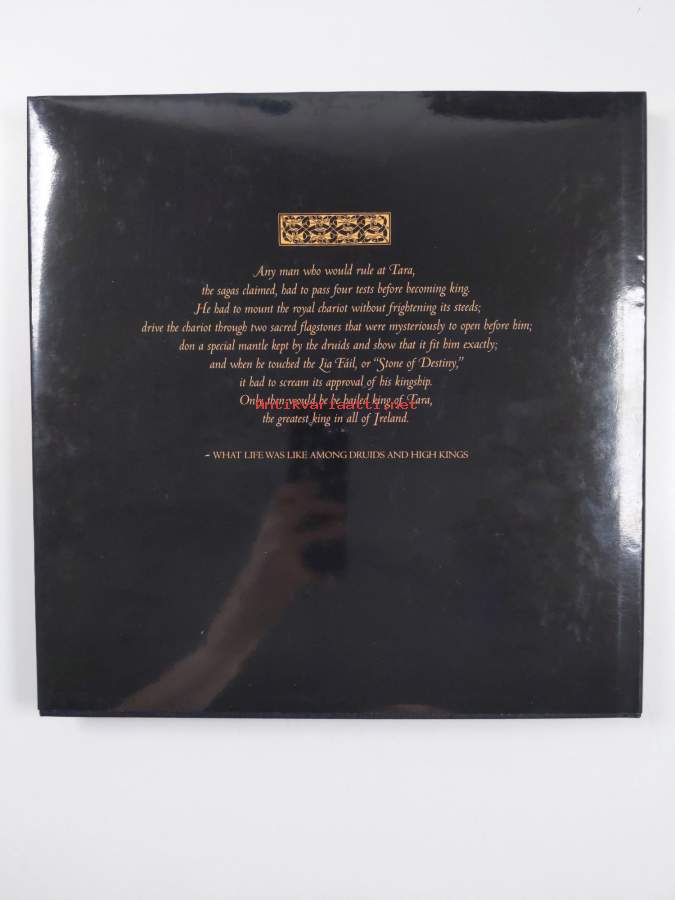 Any man who would rule at Tara,
the sagas claimed, had to pass four tests before becoming king.
He had to mount the royal chariot without frightening its steeds;
drive the chariot through two sacred flagstones that were mysteriously to open before him;
don a special mantle kept by the druids and show that it fit him exactly;
and when he touched the Lia Fáil, or “Stone of Destiny,”
it had to scream its approval of his kingship.
Only then would he be hailed king of Tara,
Antikvariaatti.net
the greatest king in all of Ireland.
~ WHAT LIFE WAS LIKE AMONG DRUIDS AND HIGH KINGS